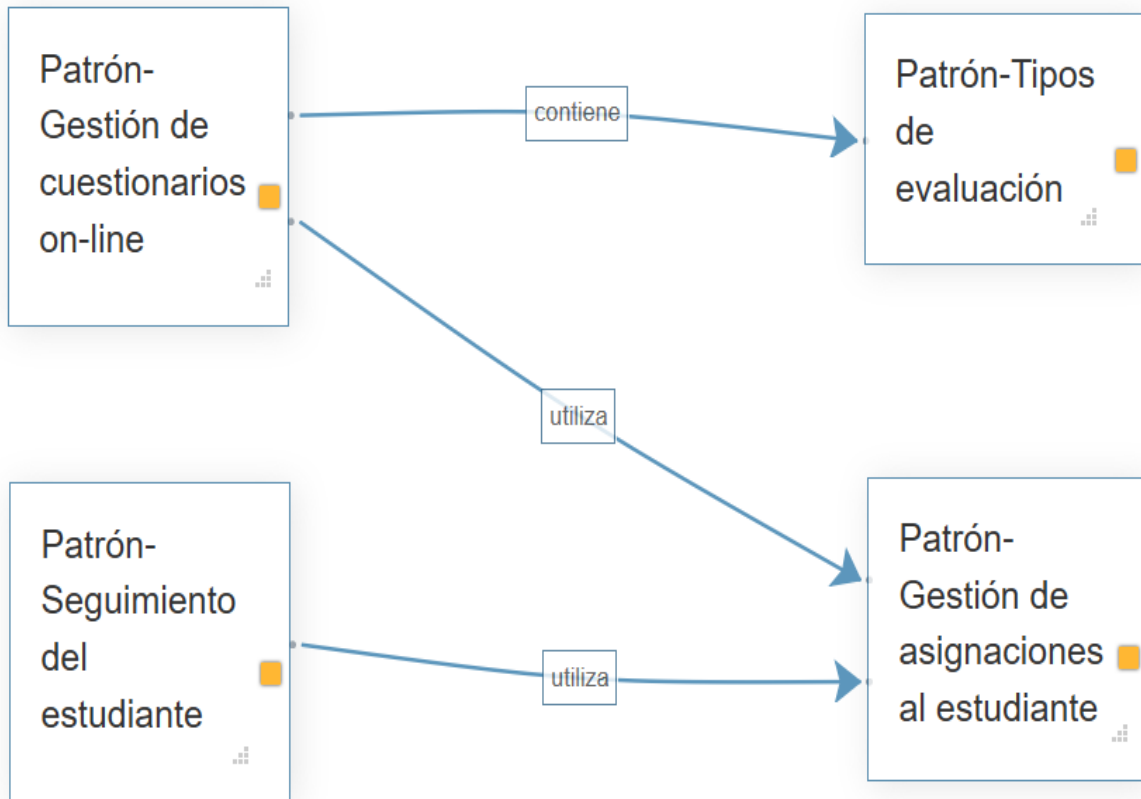 Patrón-
Gestión de
cuestionarios
on-line
contiene
Patrón-Tipos
de
evaluación
utiliza
Patrón-
Seguimiento
del
estudiante
utiliza
Patrón-
Gestión de
asignaciones
al estudiante